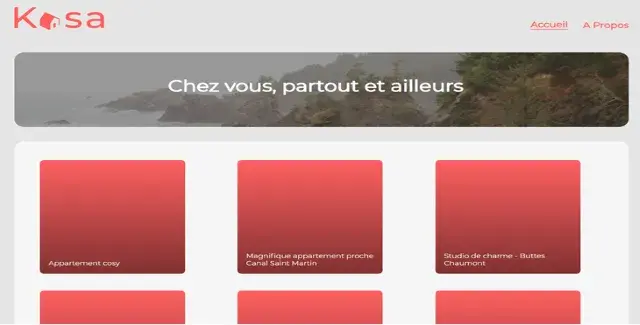 Kasa
Accueil
A Propos
Chez vous, partout et ailleurs
Appartement cosy
Magnifique appartement proche
Canal Saint Martin
Studio de charme - Buttes
Chaumont